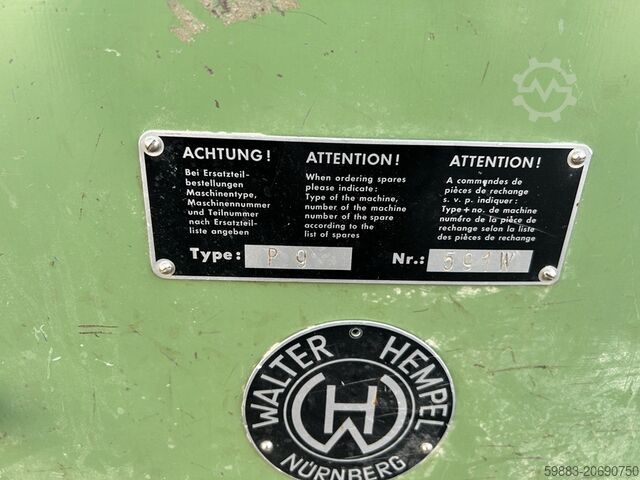 ACHTUNG!
Bei Ersatzteil-
bestellungen
Maschinentype,
Maschinennummer
und Teilnummer
nach Ersatzteil-
liste angeben
ATTENTION!
When ordering spares
please indicate:
Type of the machine,
number of the machine
number of the spare
according to the
list of spares
ATTENTION!
A commandes de
pièces de rechange
s. v. p. indiquer:
Type + no. de machine
numéro de la pièce de
rechange selon la liste
des pièces de rechange
Type: P 9
Nr.: 591W
WALTER HEMPEL
HW
NÜRNBERG
59883-20690750